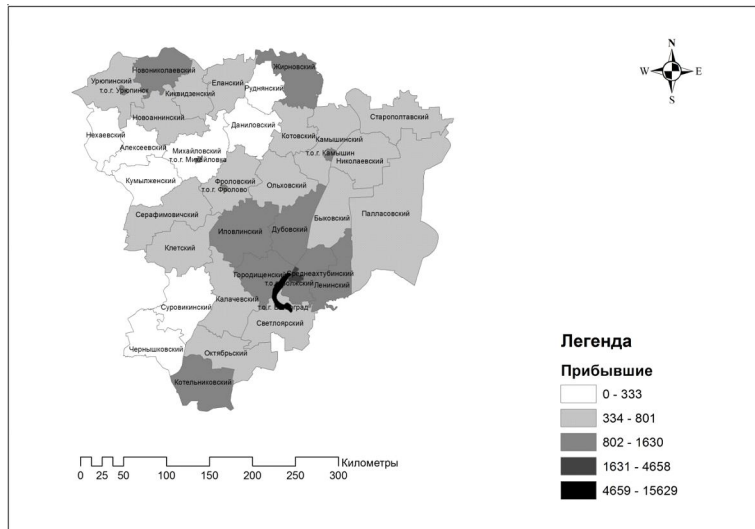 N
W E
S
Новониколаевский
Жирновский
Урюпинский
Еланский
т.о.г. Урюпинск
Киквидзенский
Руднянский
Новоаннинский
Старополтавский
Нехаевский
Даниловский
Котовский
Камышинский
Алексеевский
Михайловский
т.о.г. Михайловка
т.о.г. Камышин
Николаевский
Кумылженский
Фроловский
т.о.г. Фролово
Ольховский
Серафимовичский
Быковский
Палласовский
Иловлинский
Дубовский
Клетский
Городищенский
Среднеахтубинский
Ленинский
Суровикинский
Калачевский
Светлоярский
Чернышковский
Октябрьский
Котельниковский
Легенда
Прибывшие
0 - 333
334 - 801
802 - 1630
1631 - 4658
4659 - 15629
Километры
0 25 50 100 150 200 250 300